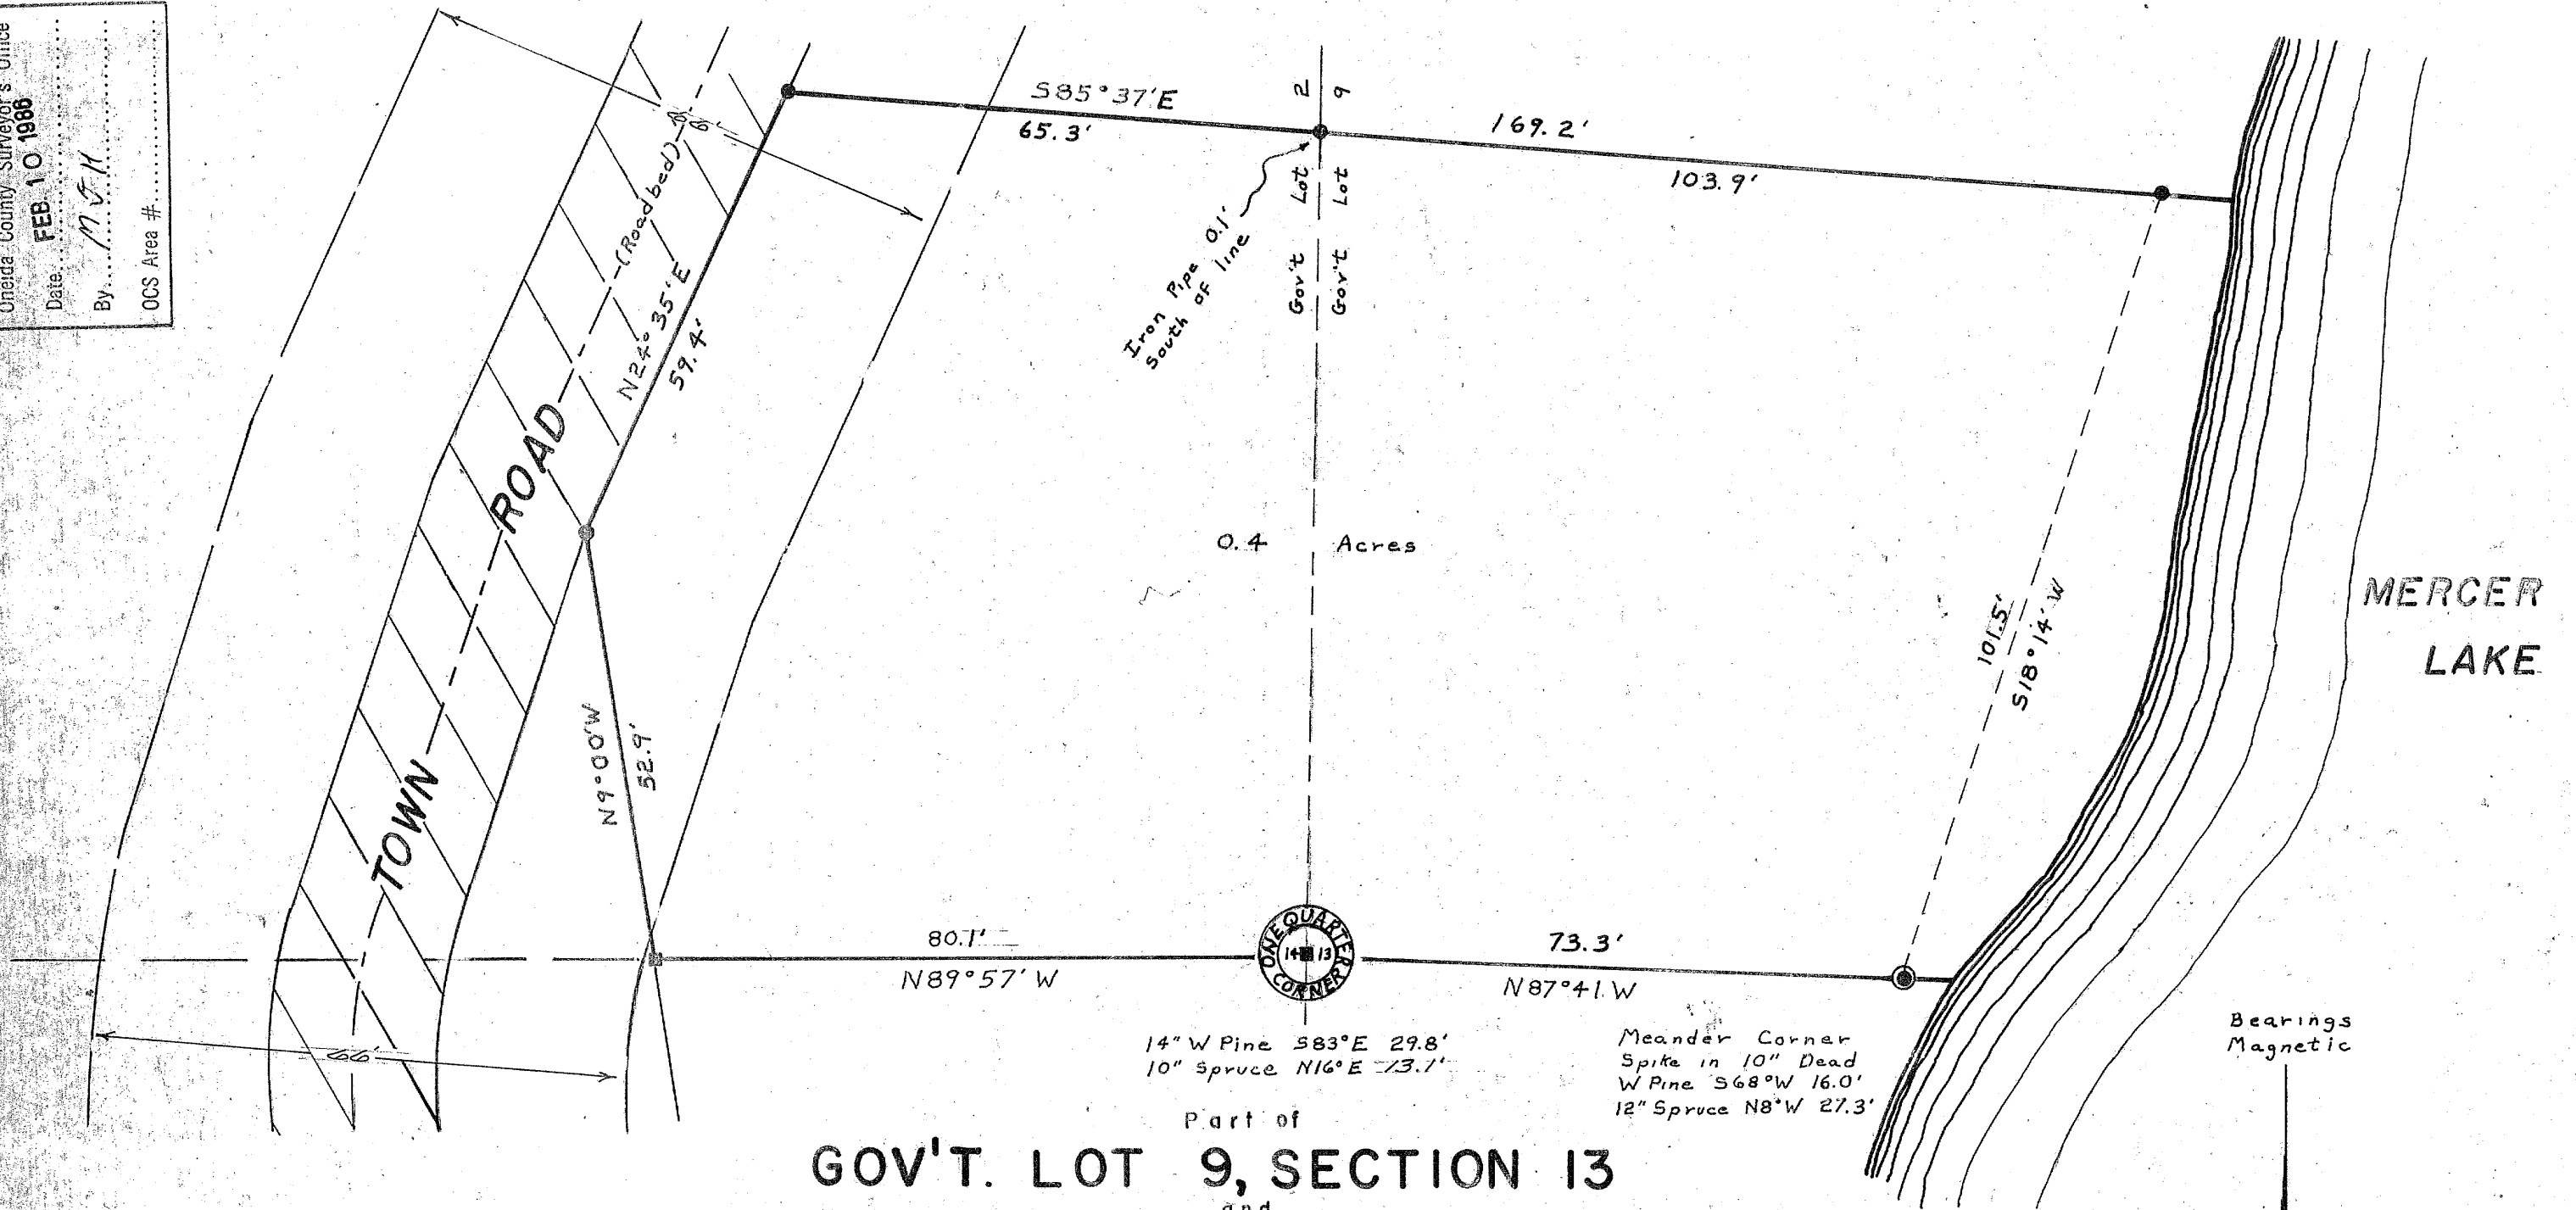 Oneida County Surveyor's Office
Date FEB. 10 1986
By M J H
OCS Area #
S85°37'E
65.3'
2
9
169.2'
103.9'
Gov't Lot
Gov't Lot
Iron Pipe 0.1'
South of line
(Roadbed)
N24°35'E
59.4'
TOWN ROAD
0.4 Acres
101.5'
S18°14'W
MERCER
LAKE
N9°00'W
52.9'
80.1'
N89°57'W
ONE QUARTER
14 13
CORNER
73.3'
N87°41'W
66'
14" W Pine S83°E 29.8'
10" Spruce N16°E
Meander Corner
Spike in 10" Dead
W Pine S68°W 16.0'
12" Spruce N8°W 27.3'
Bearings
Magnetic
Part of
GOV'T. LOT 9, SECTION 13
and